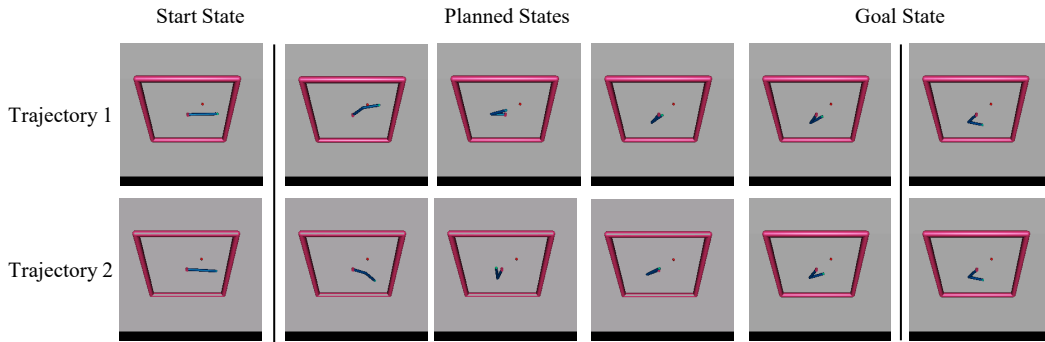 Start State Planned States Goal State
Trajectory 1
Trajectory 2